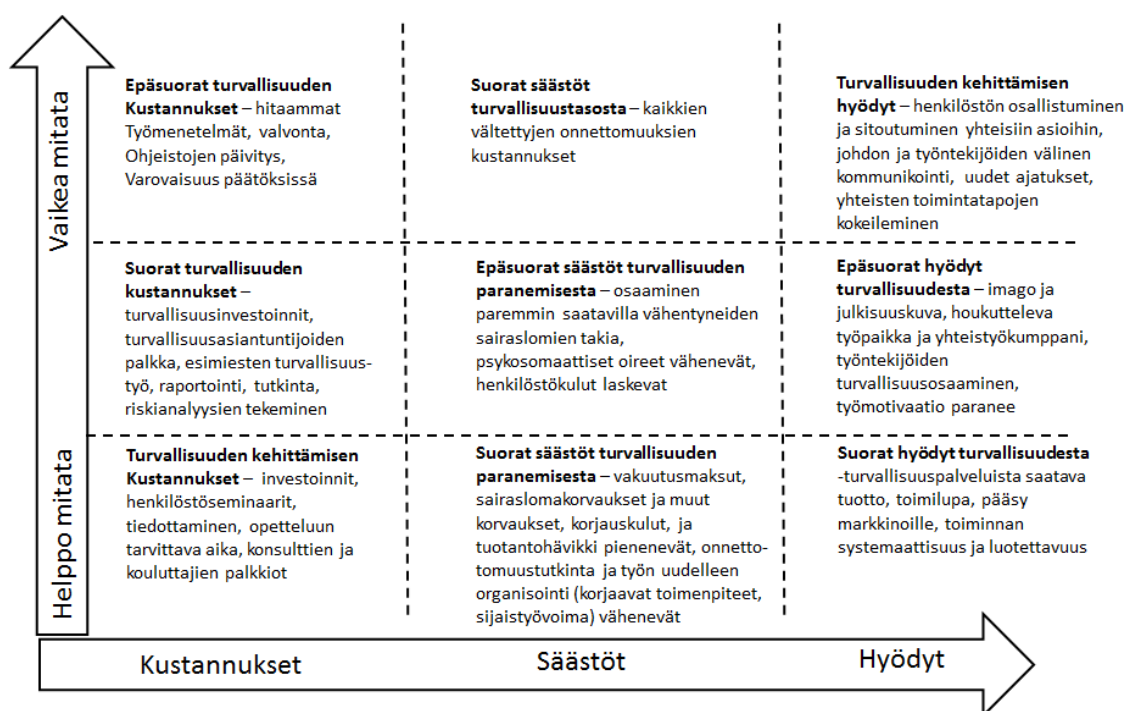 Vaikea mitata
Helppo mitata
Epäsuorat turvallisuuden
Kustannukset – hitaammat
Työmenetelmät, valvonta,
Ohjeistojen päivitys,
Varovaisuus päätöksissä
Suorat säästöt
turvallisuustasosta – kaikkien
vältettyjen onnettomuuksien
kustannukset
Turvallisuuden kehittämisen
hyödyt – henkilöstön osallistuminen
ja sitoutuminen yhteisiin asioihin,
johdon ja työntekijöiden välinen
kommunikointi, uudet ajatukset,
yhteisten toimintatapojen
kokeileminen
Suorat turvallisuuden
kustannukset –
turvallisuusinvestoinnit,
turvallisuusasiantuntijoiden
palkka, esimiesten turvallisuus-
työ, raportointi, tutkinta,
riskianalyysien tekeminen
Epäsuorat säästöt turvallisuuden
paranemisesta – osaaminen
paremmin saatavilla vähentyneiden
sairaslomien takia,
psykosomaattiset oireet vähenevät,
henkilöstökulut laskevat
Epäsuorat hyödyt
turvallisuudesta – imago ja
julkisuuskuva, houkutteleva
työpaikka ja yhteistyökumppani,
työntekijöiden
turvallisuusosaaminen,
työmotivaatio paranee
Turvallisuuden kehittämisen
Kustannukset – investoinnit,
henkilöstöseminaarit,
tiedottaminen, opetteluun
tarvittava aika, konsulttien ja
kouluttajien palkkiot
Suorat säästöt turvallisuuden
paranemisesta – vakuutusmaksut,
sairaslomakorvaukset ja muut
korvaukset, korjauskulut, ja
tuotantohävikki pienenevät, onnetto-
tomuustutkinta ja työn uudelleen
organisointi (korjaavat toimenpiteet,
sijaistyövoima) vähenevät
Suorat hyödyt turvallisuudesta
-turvallisuuspalveluista saatava
tuotto, toimilupa, pääsy
markkinoille, toiminnan
systemaattisuus ja luotettavuus
Kustannukset
Säästöt
Hyödyt